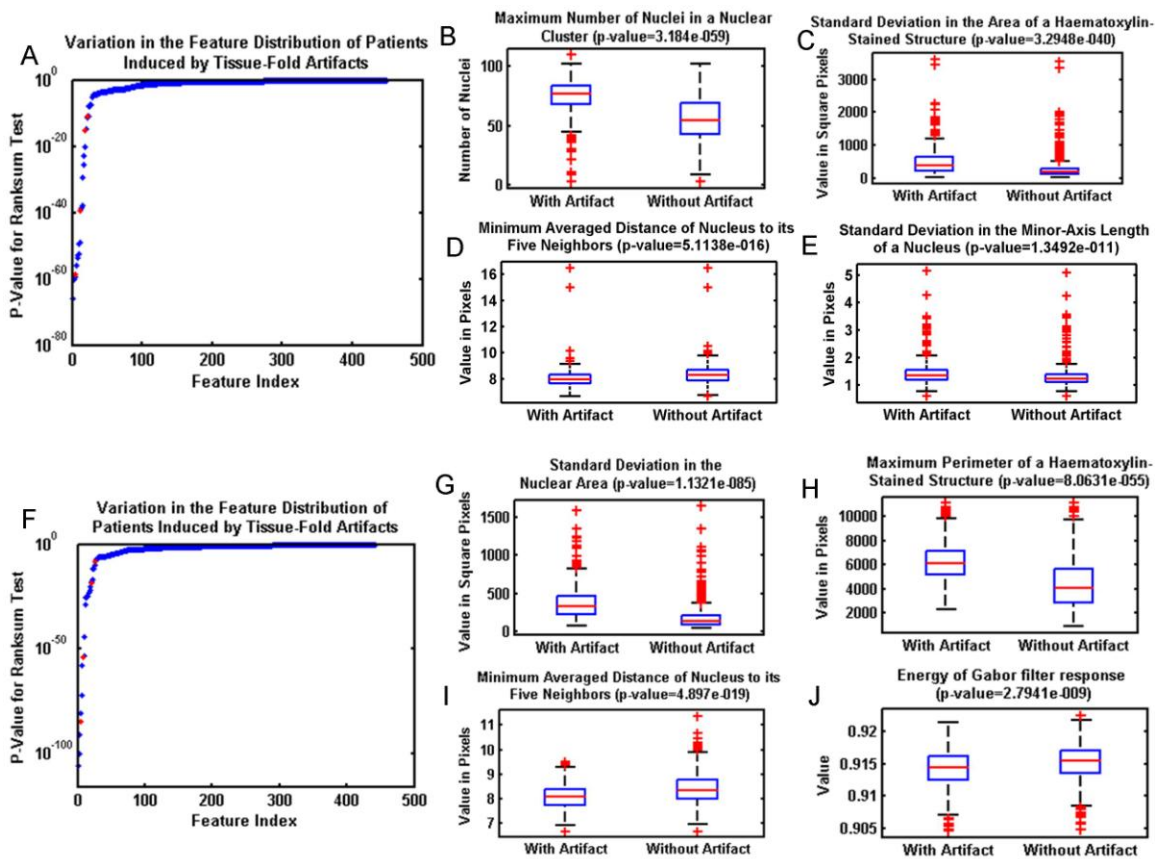 A
Variation in the Feature Distribution of Patients
Induced by Tissue-Fold Artifacts
P-Value for Ranksum Test
10^0
10^-20
10^-40
10^-60
10^-80
0 100 200 300 400 500
Feature Index
B
Maximum Number of Nuclei in a Nuclear
Cluster (p-value=3.184e-059)
Number of Nuclei
100
50
0
With Artifact Without Artifact
C
Standard Deviation in the Area of a Haematoxylin-
Stained Structure (p-value=3.2948e-040)
Value in Square Pixels
3000
2000
1000
0
With Artifact Without Artifact
D
Minimum Averaged Distance of Nucleus to its
Five Neighbors (p-value=5.1138e-016)
Value in Pixels
16
14
12
10
8
With Artifact Without Artifact
E
Standard Deviation in the Minor-Axis Length
of a Nucleus (p-value=1.3492e-011)
Value in Pixels
5
4
3
2
1
With Artifact Without Artifact
F
Variation in the Feature Distribution of
Patients Induced by Tissue-Fold Artifacts
P-Value for Ranksum Test
10^0
10^-50
10^-100
0 100 200 300 400 500
Feature Index
G
Standard Deviation in the
Nuclear Area (p-value=1.1321e-085)
Value in Square Pixels
1500
1000
500
0
With Artifact Without Artifact
H
Maximum Perimeter of a Haematoxylin-
Stained Structure (p-value=8.0631e-055)
Value in Pixels
10000
8000
6000
4000
2000
With Artifact Without Artifact
I
Minimum Averaged Distance of Nucleus to its
Five Neighbors (p-value=4.897e-019)
Value in Pixels
11
10
9
8
7
With Artifact Without Artifact
J
Energy of Gabor filter response
(p-value=2.7941e-009)
Value
0.92
0.915
0.91
0.905
With Artifact Without Artifact